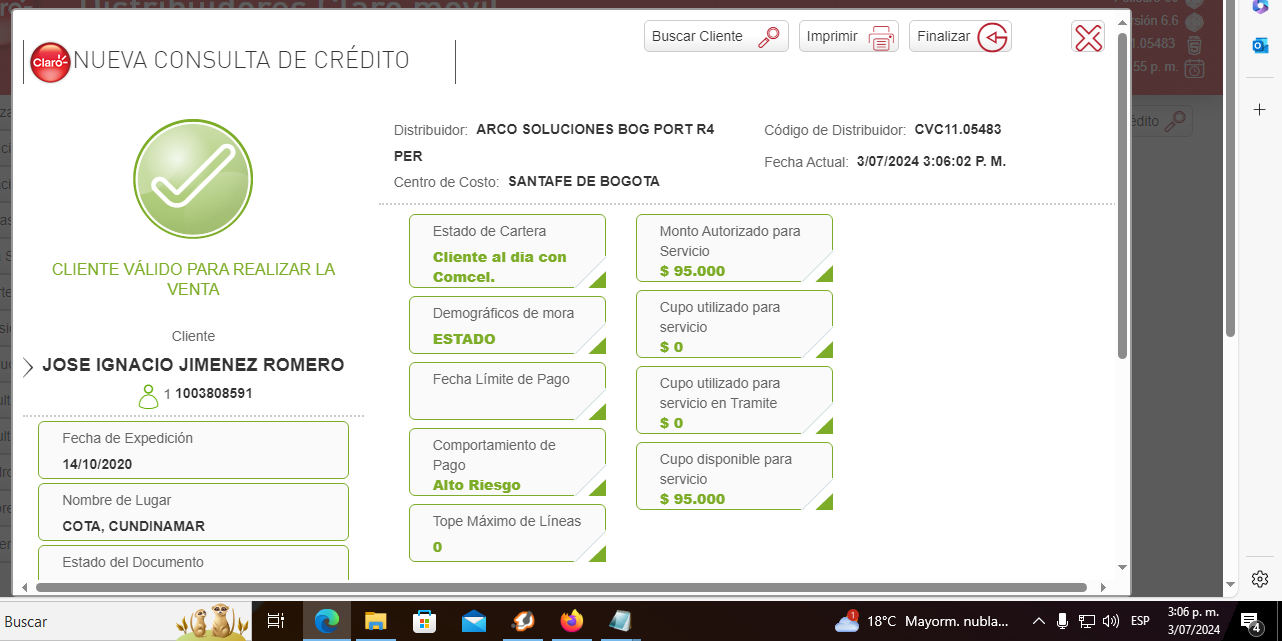 Distribuidores Claro móvil
Buscar Cliente
Imprimir
Finalizar
Claro
NUEVA CONSULTA DE CRÉDITO
6.6
.05483
55 p. m.
édito
Distribuidor: ARCO SOLUCIONES BOG PORT R4
PER
Centro de Costo: SANTAFE DE BOGOTA
Código de Distribuidor: CVC11.05483
Fecha Actual: 3/07/2024 3:06:02 P. M.
CLIENTE VÁLIDO PARA REALIZAR LA
VENTA
Cliente
JOSE IGNACIO JIMENEZ ROMERO
1 1003808591
Fecha de Expedición
14/10/2020
Nombre de Lugar
COTA, CUNDINAMAR
Estado del Documento
Estado de Cartera
Cliente al dia con
Comcel.
Demográficos de mora
ESTADO
Fecha Límite de Pago
Comportamiento de
Pago
Alto Riesgo
Tope Máximo de Líneas
0
Monto Autorizado para
Servicio
$ 95.000
Cupo utilizado para
servicio
$ 0
Cupo utilizado para
servicio en Tramite
$ 0
Cupo disponible para
servicio
$ 95.000
Buscar
1
18°C Mayorm. nubla...
ESP
3:06 p. m.
3/07/2024
4